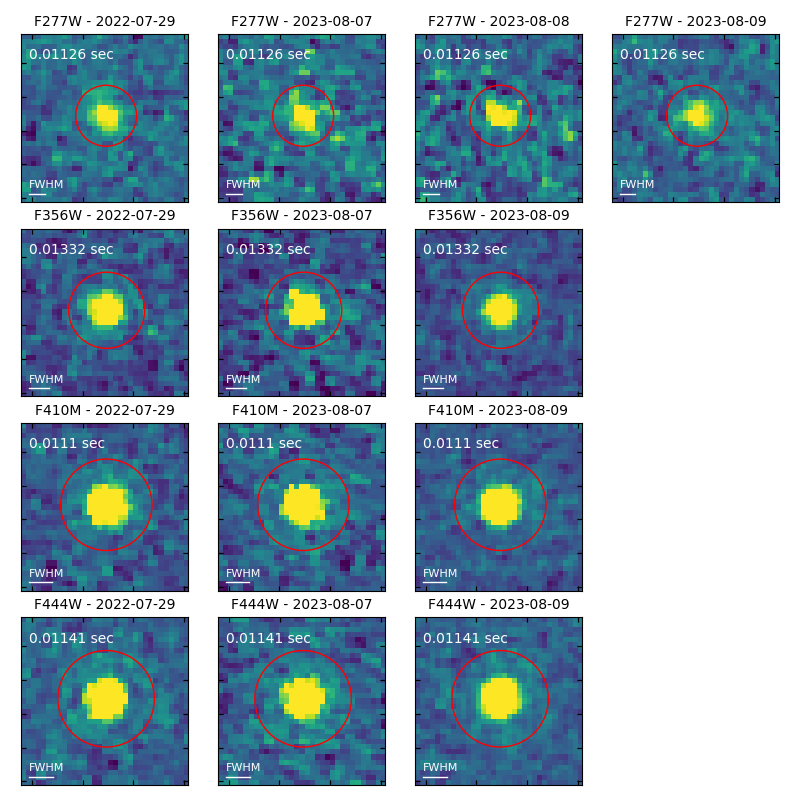 F277W - 2022-07-29
0.01126 sec
FWHM
F277W - 2023-08-07
0.01126 sec
FWHM
F277W - 2023-08-08
0.01126 sec
FWHM
F277W - 2023-08-09
0.01126 sec
FWHM
F356W - 2022-07-29
0.01332 sec
FWHM
F356W - 2023-08-07
0.01332 sec
FWHM
F356W - 2023-08-09
0.01332 sec
FWHM
F410M - 2022-07-29
0.0111 sec
FWHM
F410M - 2023-08-07
0.0111 sec
FWHM
F410M - 2023-08-09
0.0111 sec
FWHM
F444W - 2022-07-29
0.01141 sec
FWHM
F444W - 2023-08-07
0.01141 sec
FWHM
F444W - 2023-08-09
0.01141 sec
FWHM